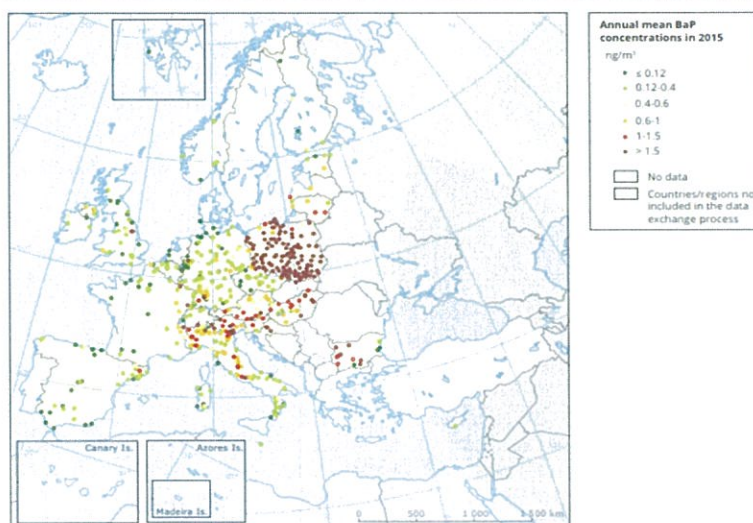 Annual mean BaP
concentrations in 2015
ng/m³
≤ 0.12
0.12-0.4
0.4-0.6
0.6-1
1-1.5
> 1.5
No data
Countries/regions no
included in the data
exchange process
Canary Is.
Azores Is.
Madeira Is.
0 500 1 000 1 500 km